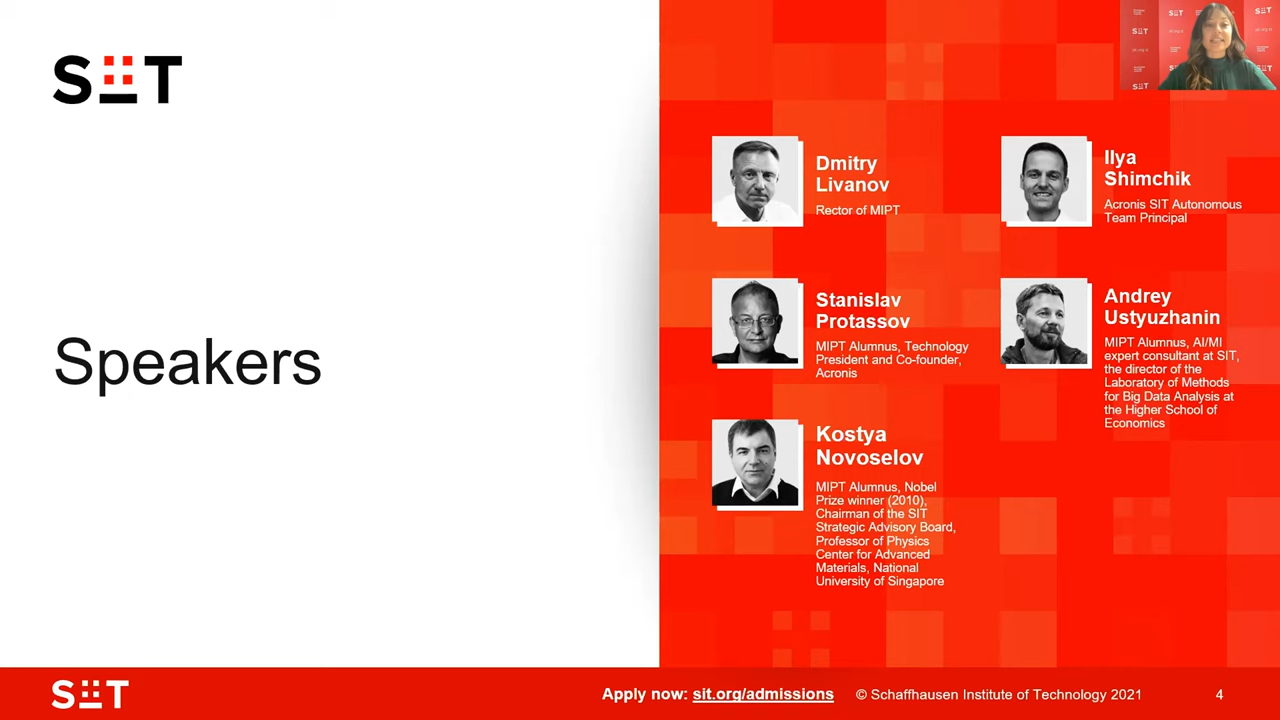 SIT
Speakers
Dmitry
Livanov
Rector of MIPT
Stanislav
Protassov
MIPT Alumnus, Technology
President and Co-founder,
Acronis
Kostya
Novoselov
MIPT Alumnus, Nobel
Prize winner (2010),
Chairman of the SIT
Strategic Advisory Board,
Professor of Physics
Center for Advanced
Materials, National
University of Singapore
Ilya
Shimchik
Acronis SIT Autonomous
Team Principal
Andrey
Ustyuzhanin
MIPT Alumnus, AI/MI
expert consultant at SIT,
the director of the
Laboratory of Methods
for Big Data Analysis at
the Higher School of
Economics
SIT
Apply now: sit.org/admissions
© Schaffhausen Institute of Technology 2021
4